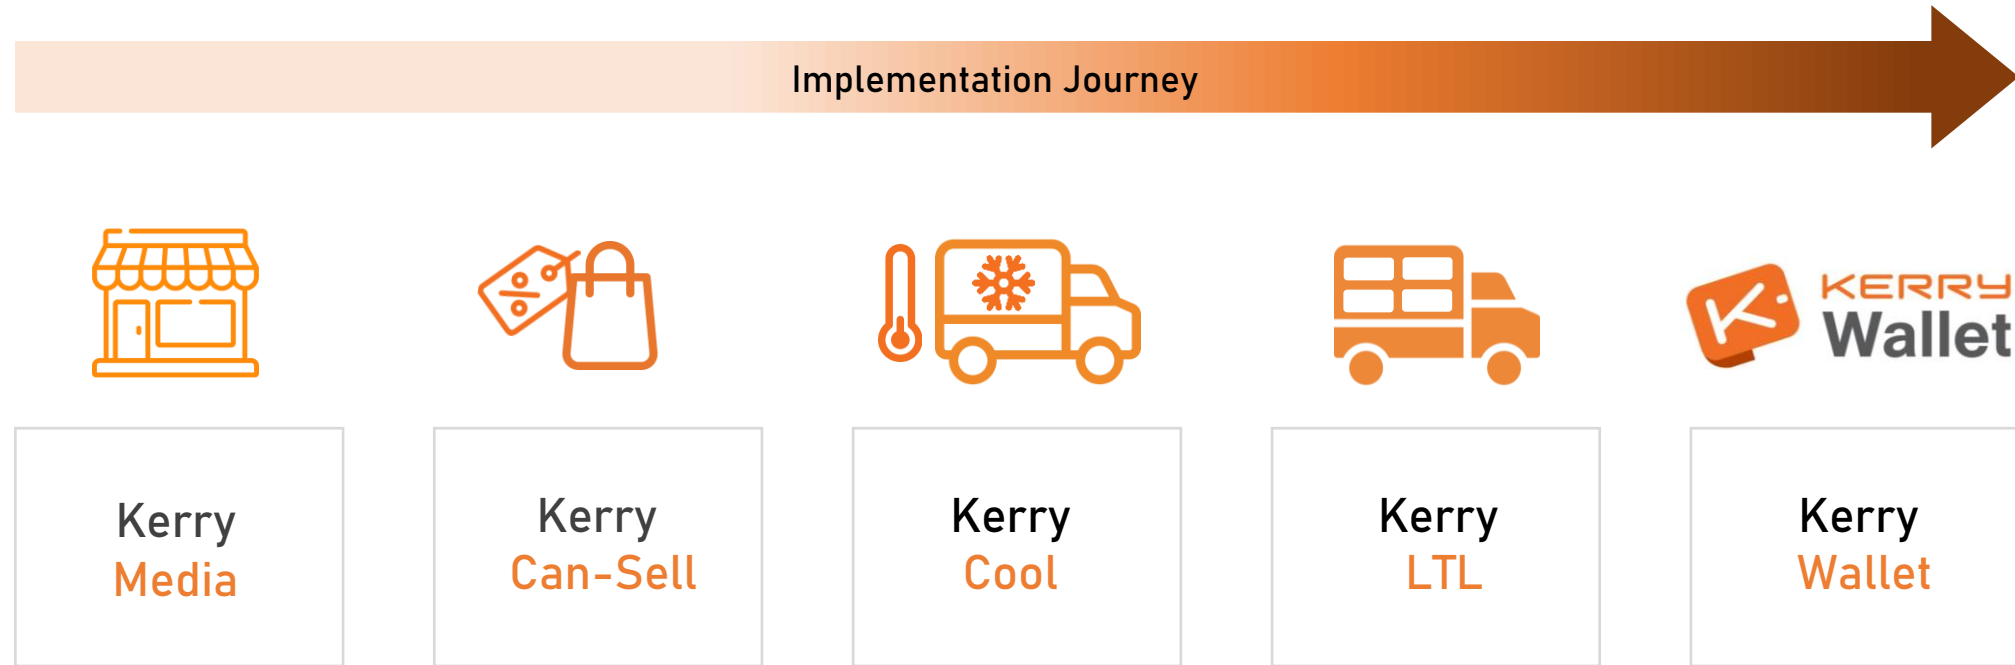 Implementation Journey
KERRY
Wallet
Kerry
Media
Kerry
Can-Sell
Kerry
Cool
Kerry
LTL
Kerry
Wallet